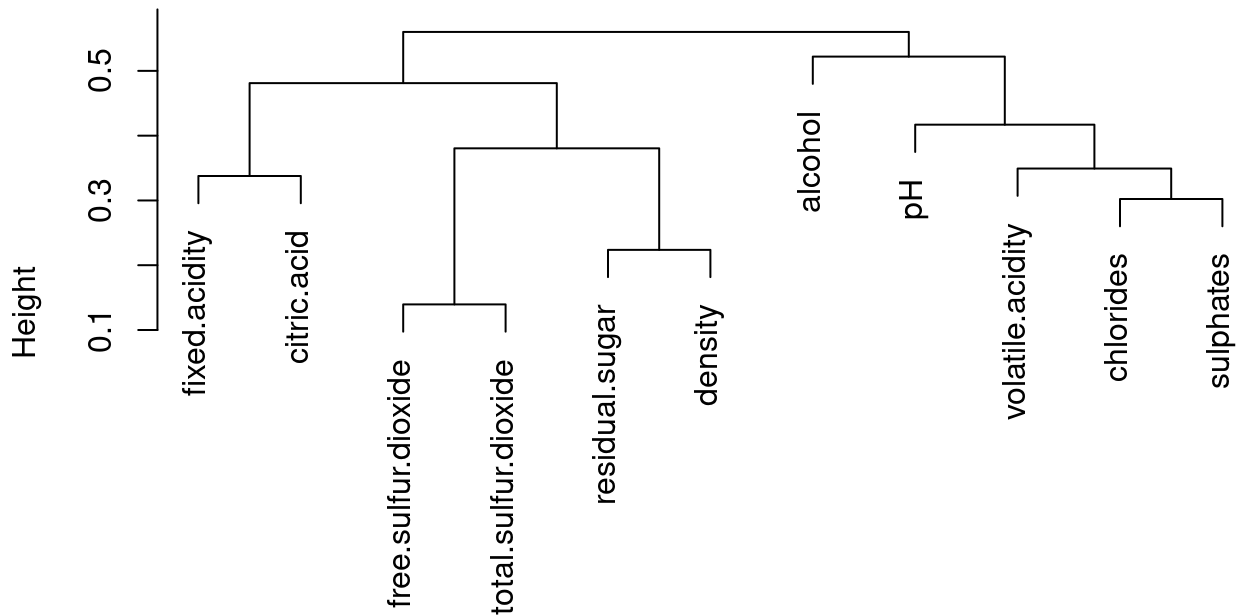 Height
0.1
0.3
0.5
fixed.acidity
citric.acid
free.sulfur.dioxide
total.sulfur.dioxide
residual.sugar
density
alcohol
pH
volatile.acidity
chlorides
sulphates